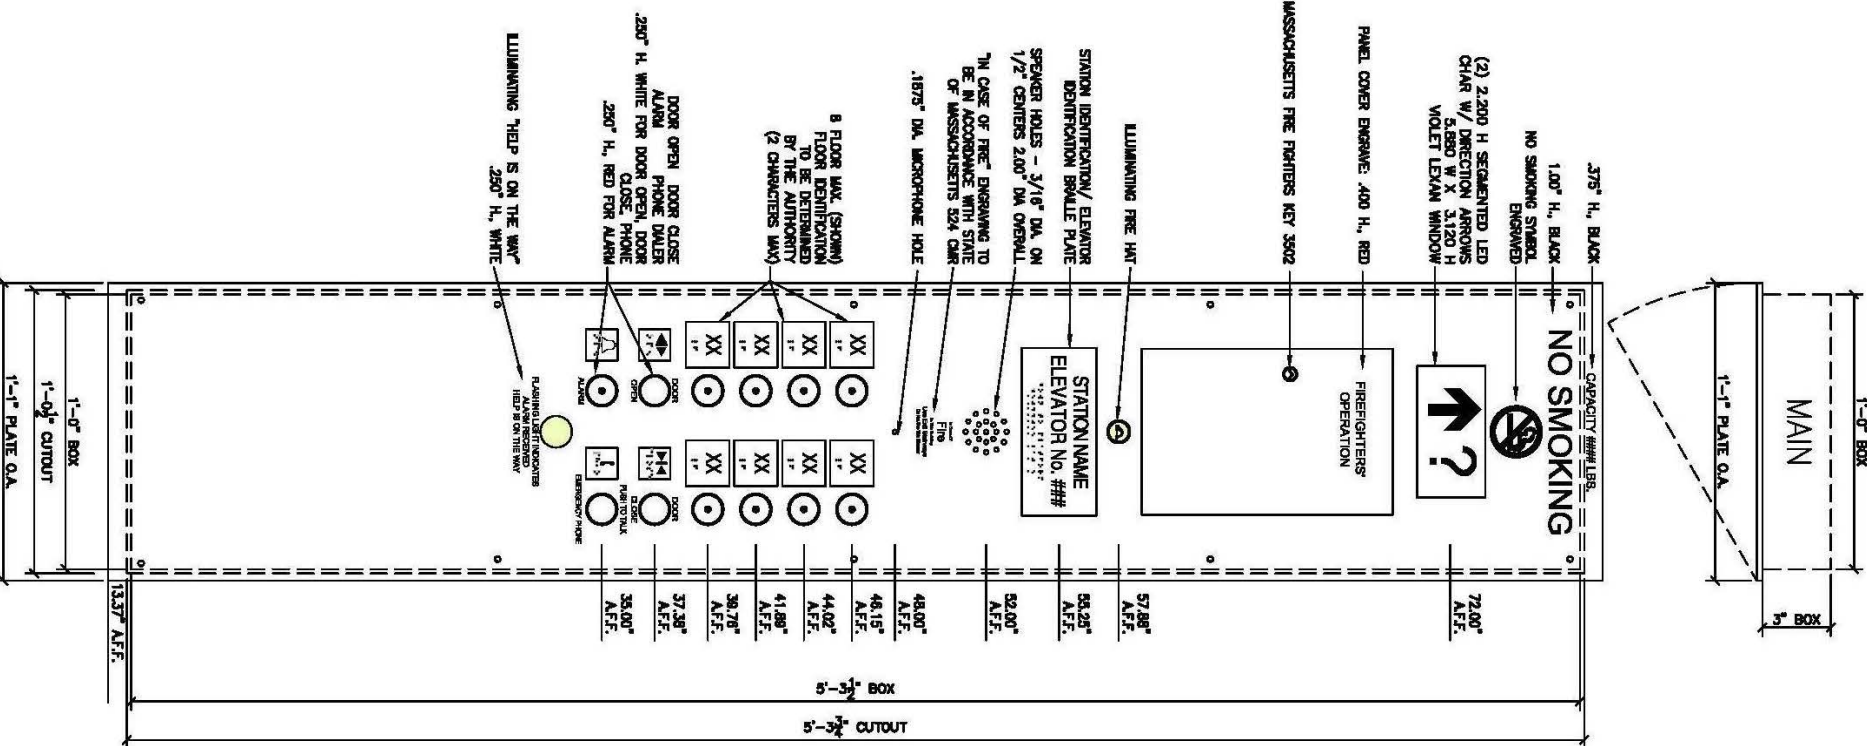 1'-0" BOX
MAIN
1'-1" PLATE O.A.
3" BOX
.375" H., BLACK
1.00" H., BLACK
NO SMOKING SYMBOL
ENGRAVED
(2) 2.200 H SEGMENTED LED
CHAR W/ DIRECTION ARROWS
5.880 W X 3.120 H
VIOLET LEXAN WINDOW
PANEL COVER ENGRAVE: .400 H., RED
MASSACHUSETTS FIRE FIGHTERS KEY 3502
ILLUMINATING FIRE HAT
STATION IDENTIFICATION/ ELEVATOR
IDENTIFICATION BRAILLE PLATE
SPEAKER HOLES - 3/16" DIA. ON
1/2" CENTERS 2.00" DIA OVERALL
"IN CASE OF FIRE" ENGRAVING TO
BE IN ACCORDANCE WITH STATE
OF MASSACHUSETTS 524 CMR
.1875" DIA. MICROPHONE HOLE
8 FLOOR MAX. (SHOWN)
FLOOR IDENTIFICATION
TO BE DETERMINED
BY THE AUTHORITY
(2 CHARACTERS MAX)
DOOR OPEN DOOR CLOSE
ALARM PHONE DIALER
.250" H. WHITE FOR DOOR OPEN, DOOR
CLOSE, PHONE
.250" H., RED FOR ALARM
ILLUMINATING "HELP IS ON THE WAY"
.250" H., WHITE
CAPACITY #### LBS.
NO SMOKING
?
FIREFIGHTERS'
OPERATION
STATION NAME
ELEVATOR No. ###
Fire
XX XX
XX XX
XX XX
XX XX
DOOR
OPEN
DOOR
CLOSE
ALARM
PUSH TO TALK
EMERGENCY PHONE
FLASHING LIGHT INDICATES
ALARM RECEIVED
HELP IS ON THE WAY
72.00"
A.F.F.
57.88"
A.F.F.
55.25"
A.F.F.
52.00"
A.F.F.
48.00"
A.F.F.
46.15"
A.F.F.
44.02"
A.F.F.
41.89"
A.F.F.
39.76"
A.F.F.
37.38"
A.F.F.
35.00"
A.F.F.
13.37" A.F.F.
5'-3½" BOX
5'-3¾" CUTOUT
1'-0" BOX
1'-0½" CUTOUT
1'-1" PLATE O.A.